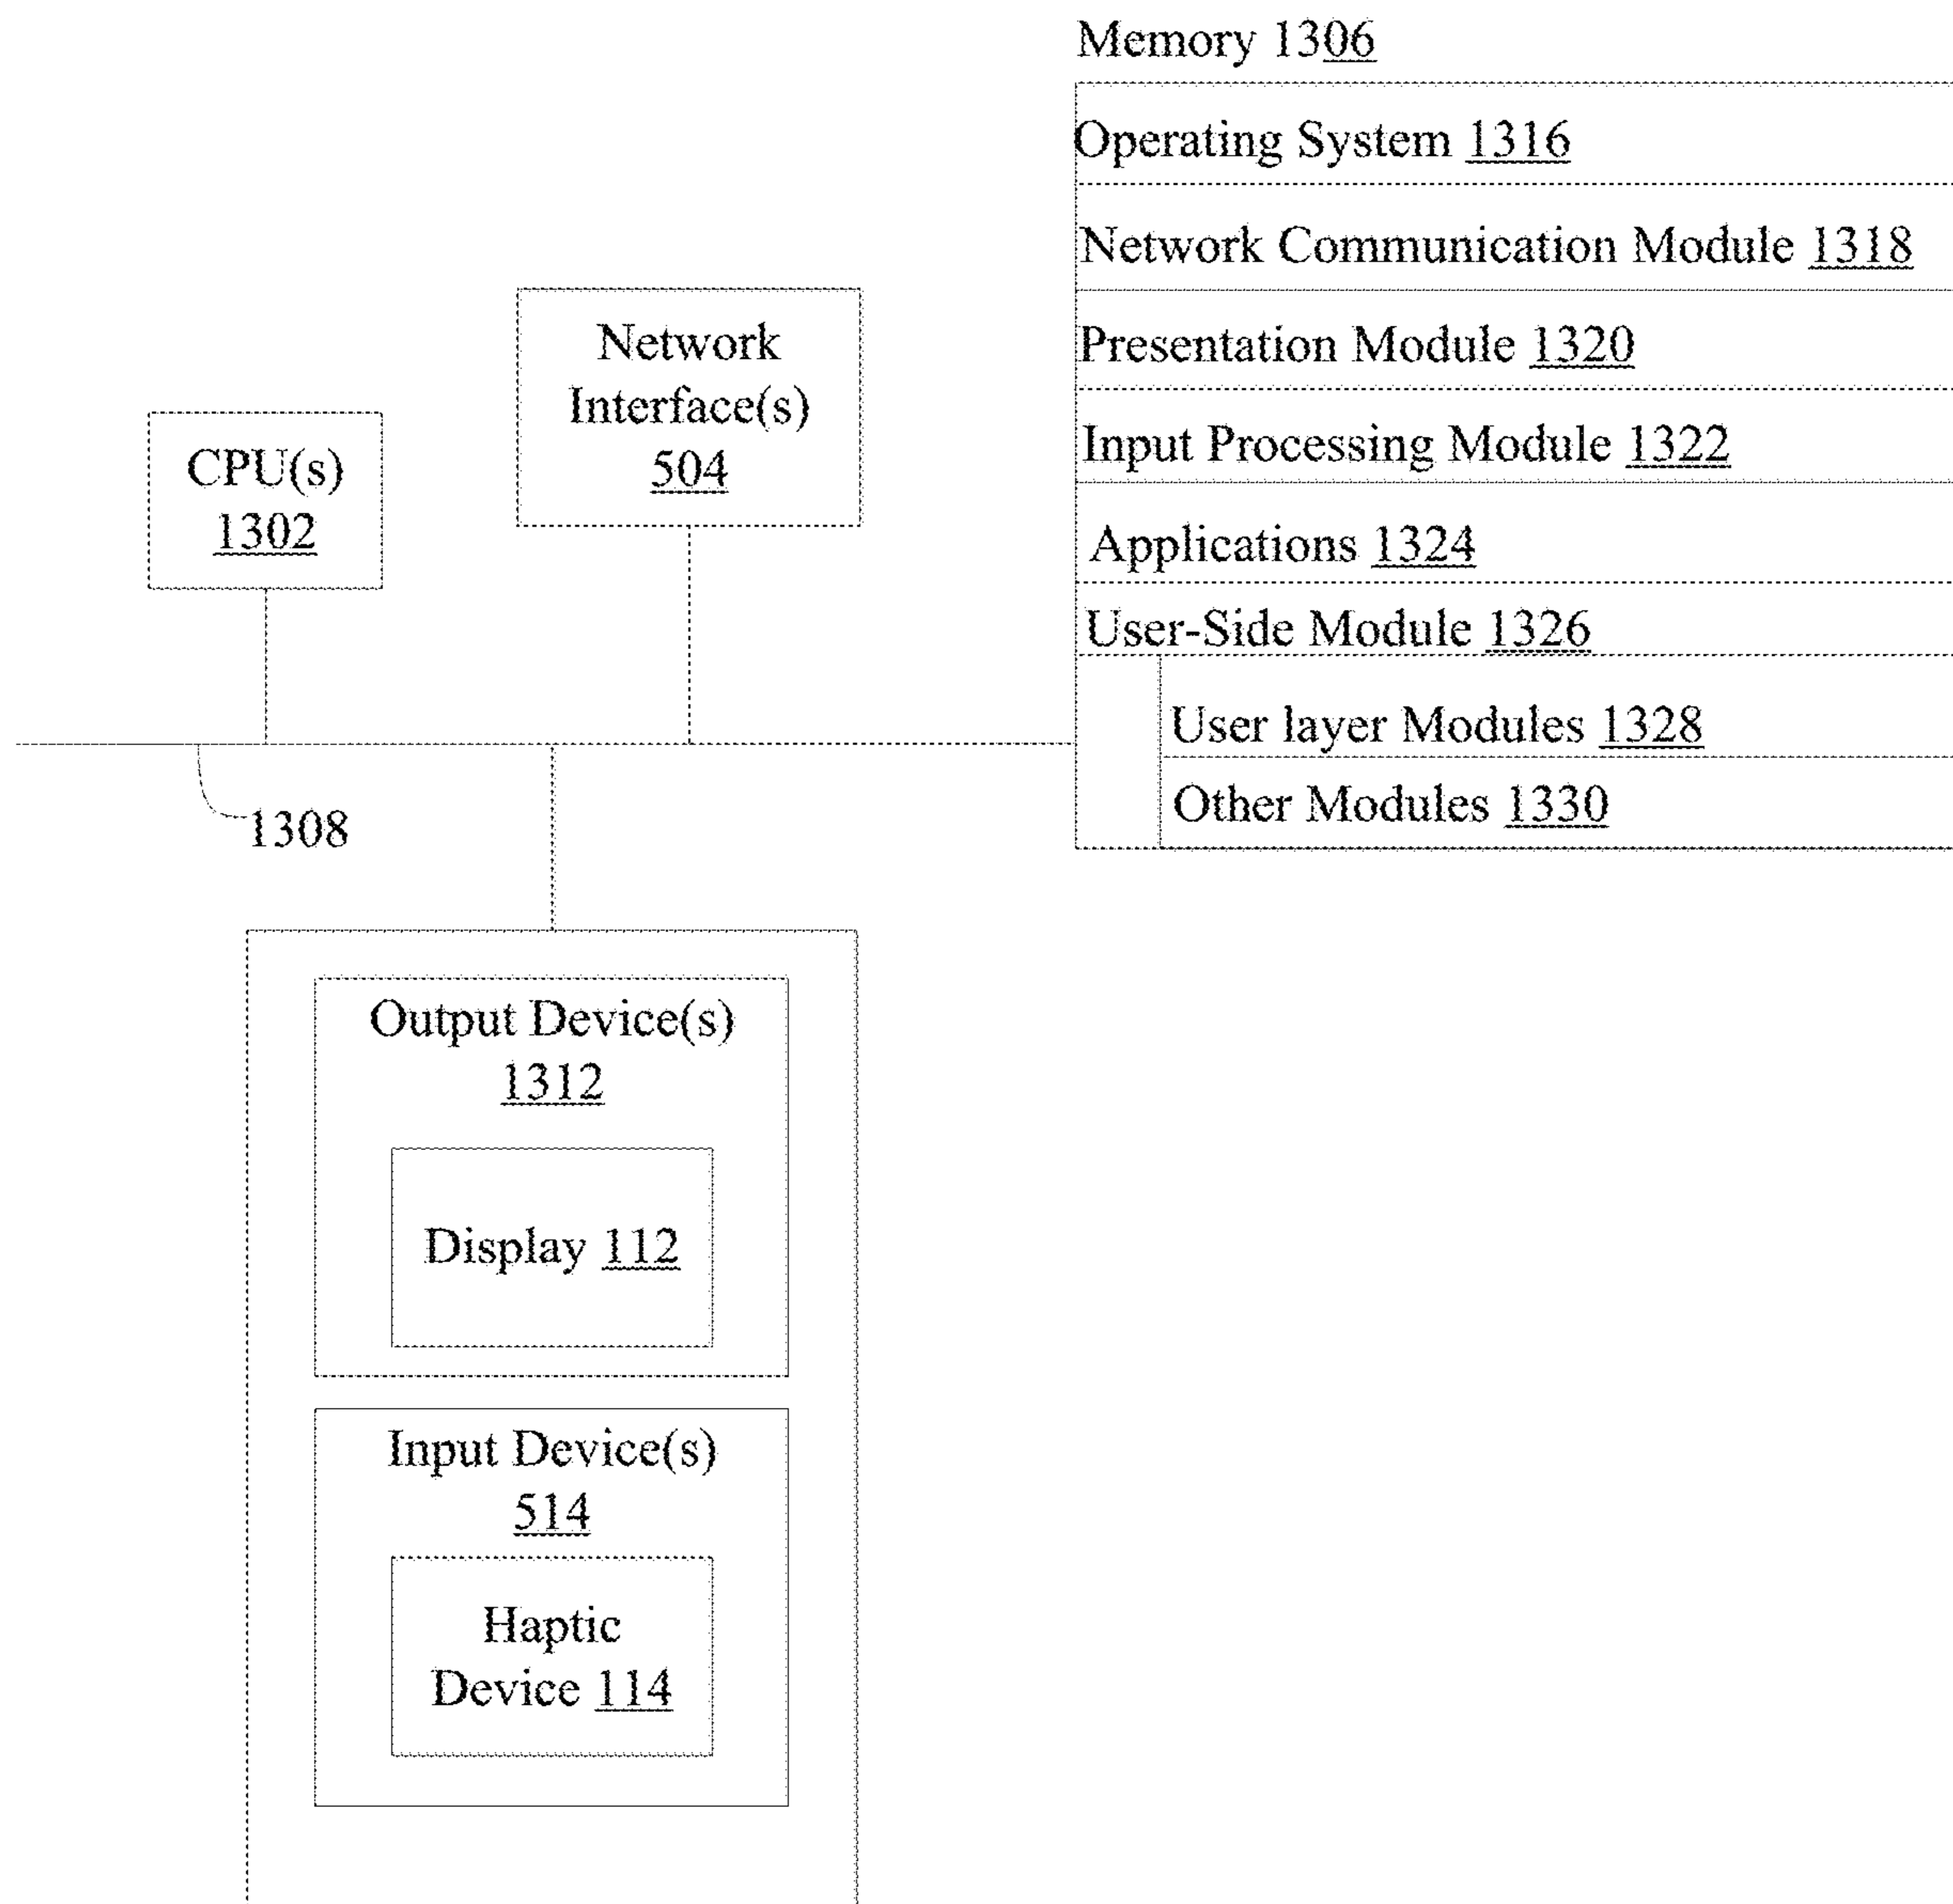 Memory 1306
Operating System 1316
Network Communication Module 1318
Presentation Module 1320
Input Processing Module 1322
Applications 1324
User-Side Module 1326
User layer Modules 1328
Other Modules 1330
Network
Interface(s)
504
CPU(s)
1302
1308
Output Device(s)
1312
Display 112
Input Device(s)
514
Haptic
Device 114